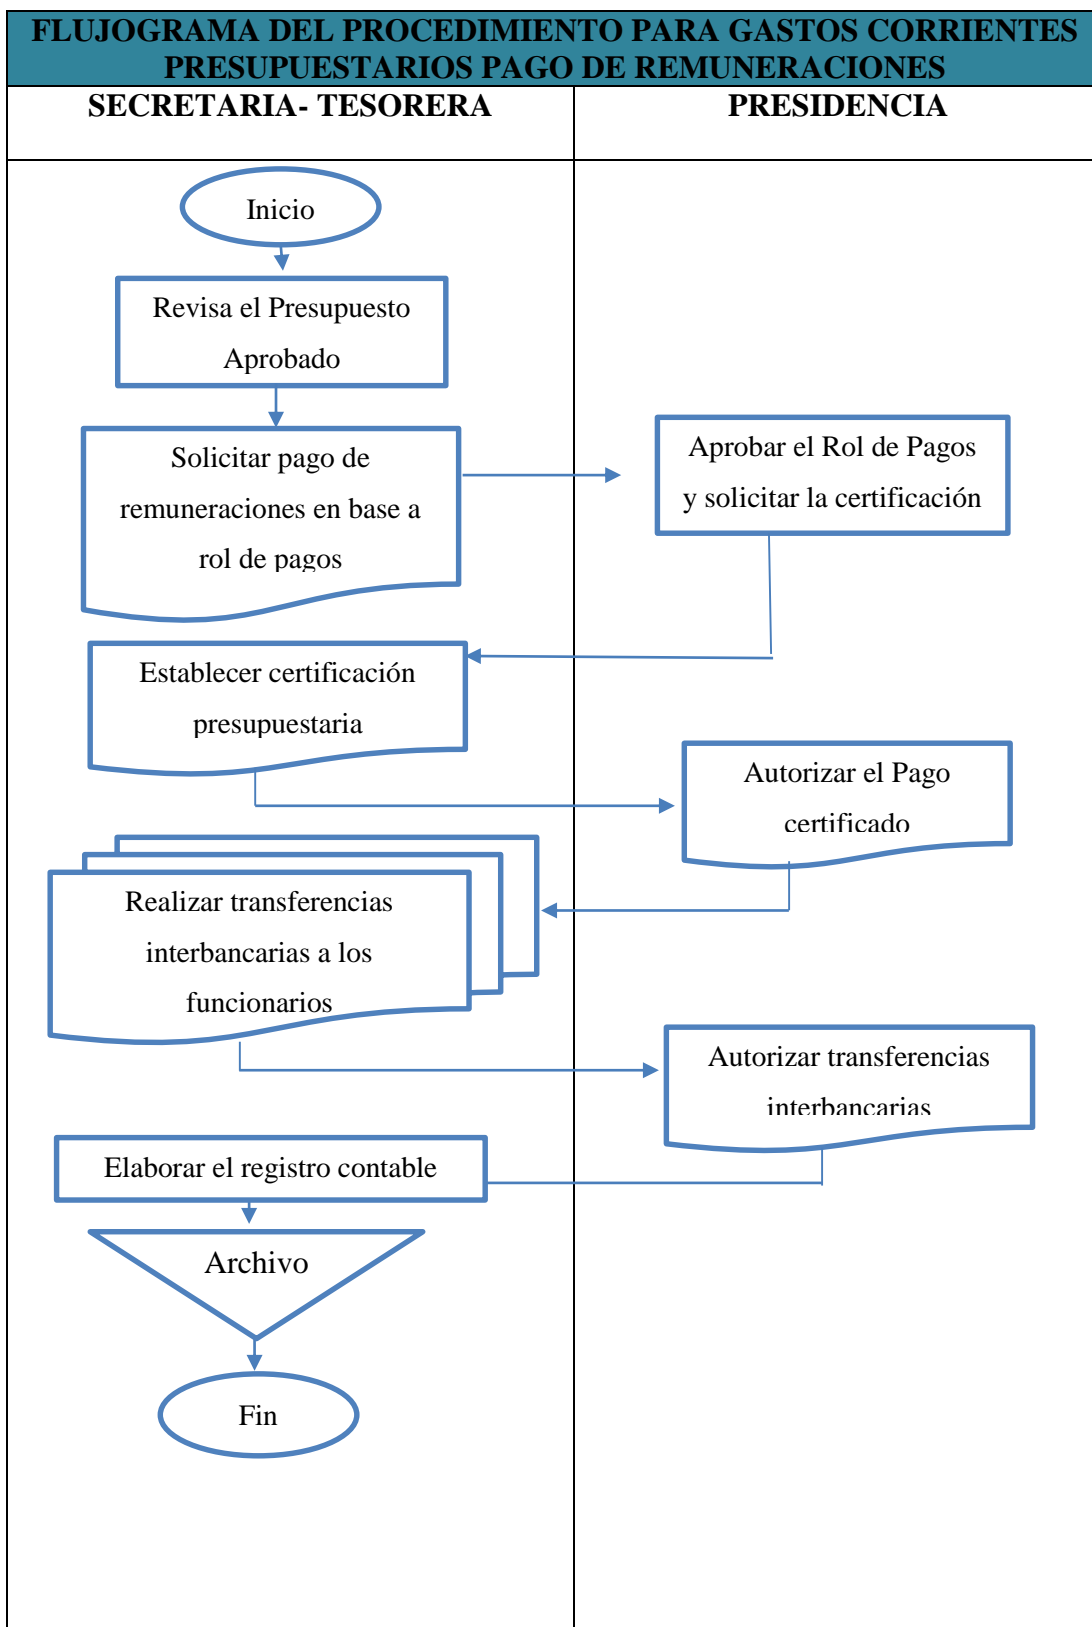 FLUJOGRAMA DEL PROCEDIMIENTO PARA GASTOS CORRIENTES
PRESUPUESTARIOS PAGO DE REMUNERACIONES
SECRETARIA- TESORERA
PRESIDENCIA
Inicio
Revisa el Presupuesto
Aprobado
Solicitar pago de
remuneraciones en base a
rol de pagos
Aprobar el Rol de Pagos
y solicitar la certificación
Establecer certificación
presupuestaria
Autorizar el Pago
certificado
Realizar transferencias
interbancarias a los
funcionarios
Autorizar transferencias
interbancarias
Elaborar el registro contable
Archivo
Fin